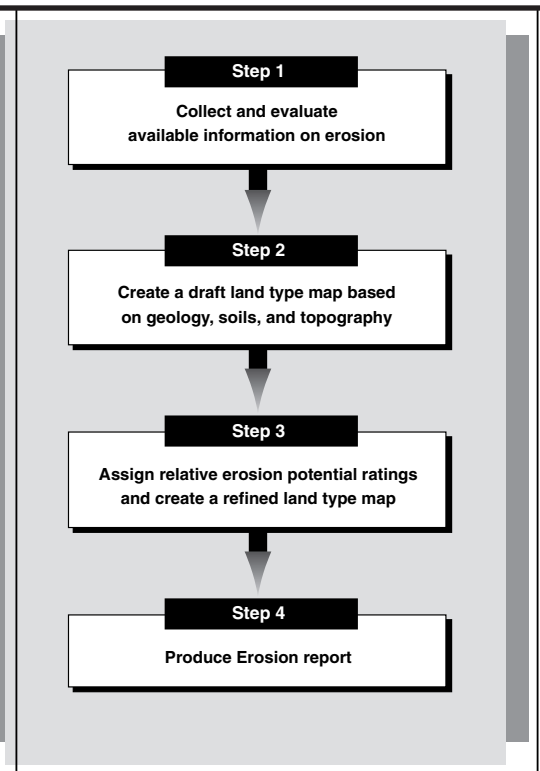 Step 1
Collect and evaluate
available information on erosion
Step 2
Create a draft land type map based
on geology, soils, and topography
Step 3
Assign relative erosion potential ratings
and create a refined land type map
Step 4
Produce Erosion report